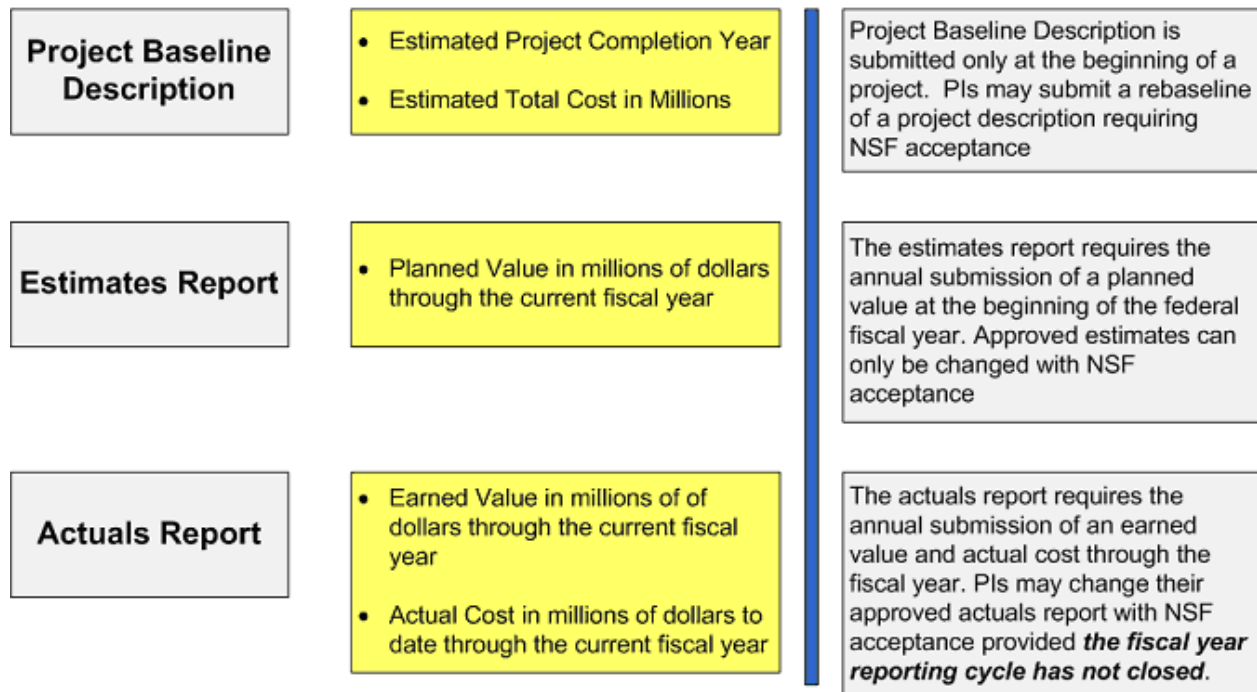 Project Baseline
Description
• Estimated Project Completion Year
• Estimated Total Cost in Millions
Project Baseline Description is
submitted only at the beginning of a
project. PIs may submit a rebaseline
of a project description requiring
NSF acceptance
Estimates Report
• Planned Value in millions of dollars
through the current fiscal year
The estimates report requires the
annual submission of a planned
value at the beginning of the federal
fiscal year. Approved estimates can
only be changed with NSF
acceptance
Actuals Report
• Earned Value in millions of of
dollars through the current fiscal
year
• Actual Cost in millions of dollars to
date through the current fiscal year
The actuals report requires the
annual submission of an earned
value and actual cost through the
fiscal year. PIs may change their
approved actuals report with NSF
acceptance provided the fiscal year
reporting cycle has not closed.